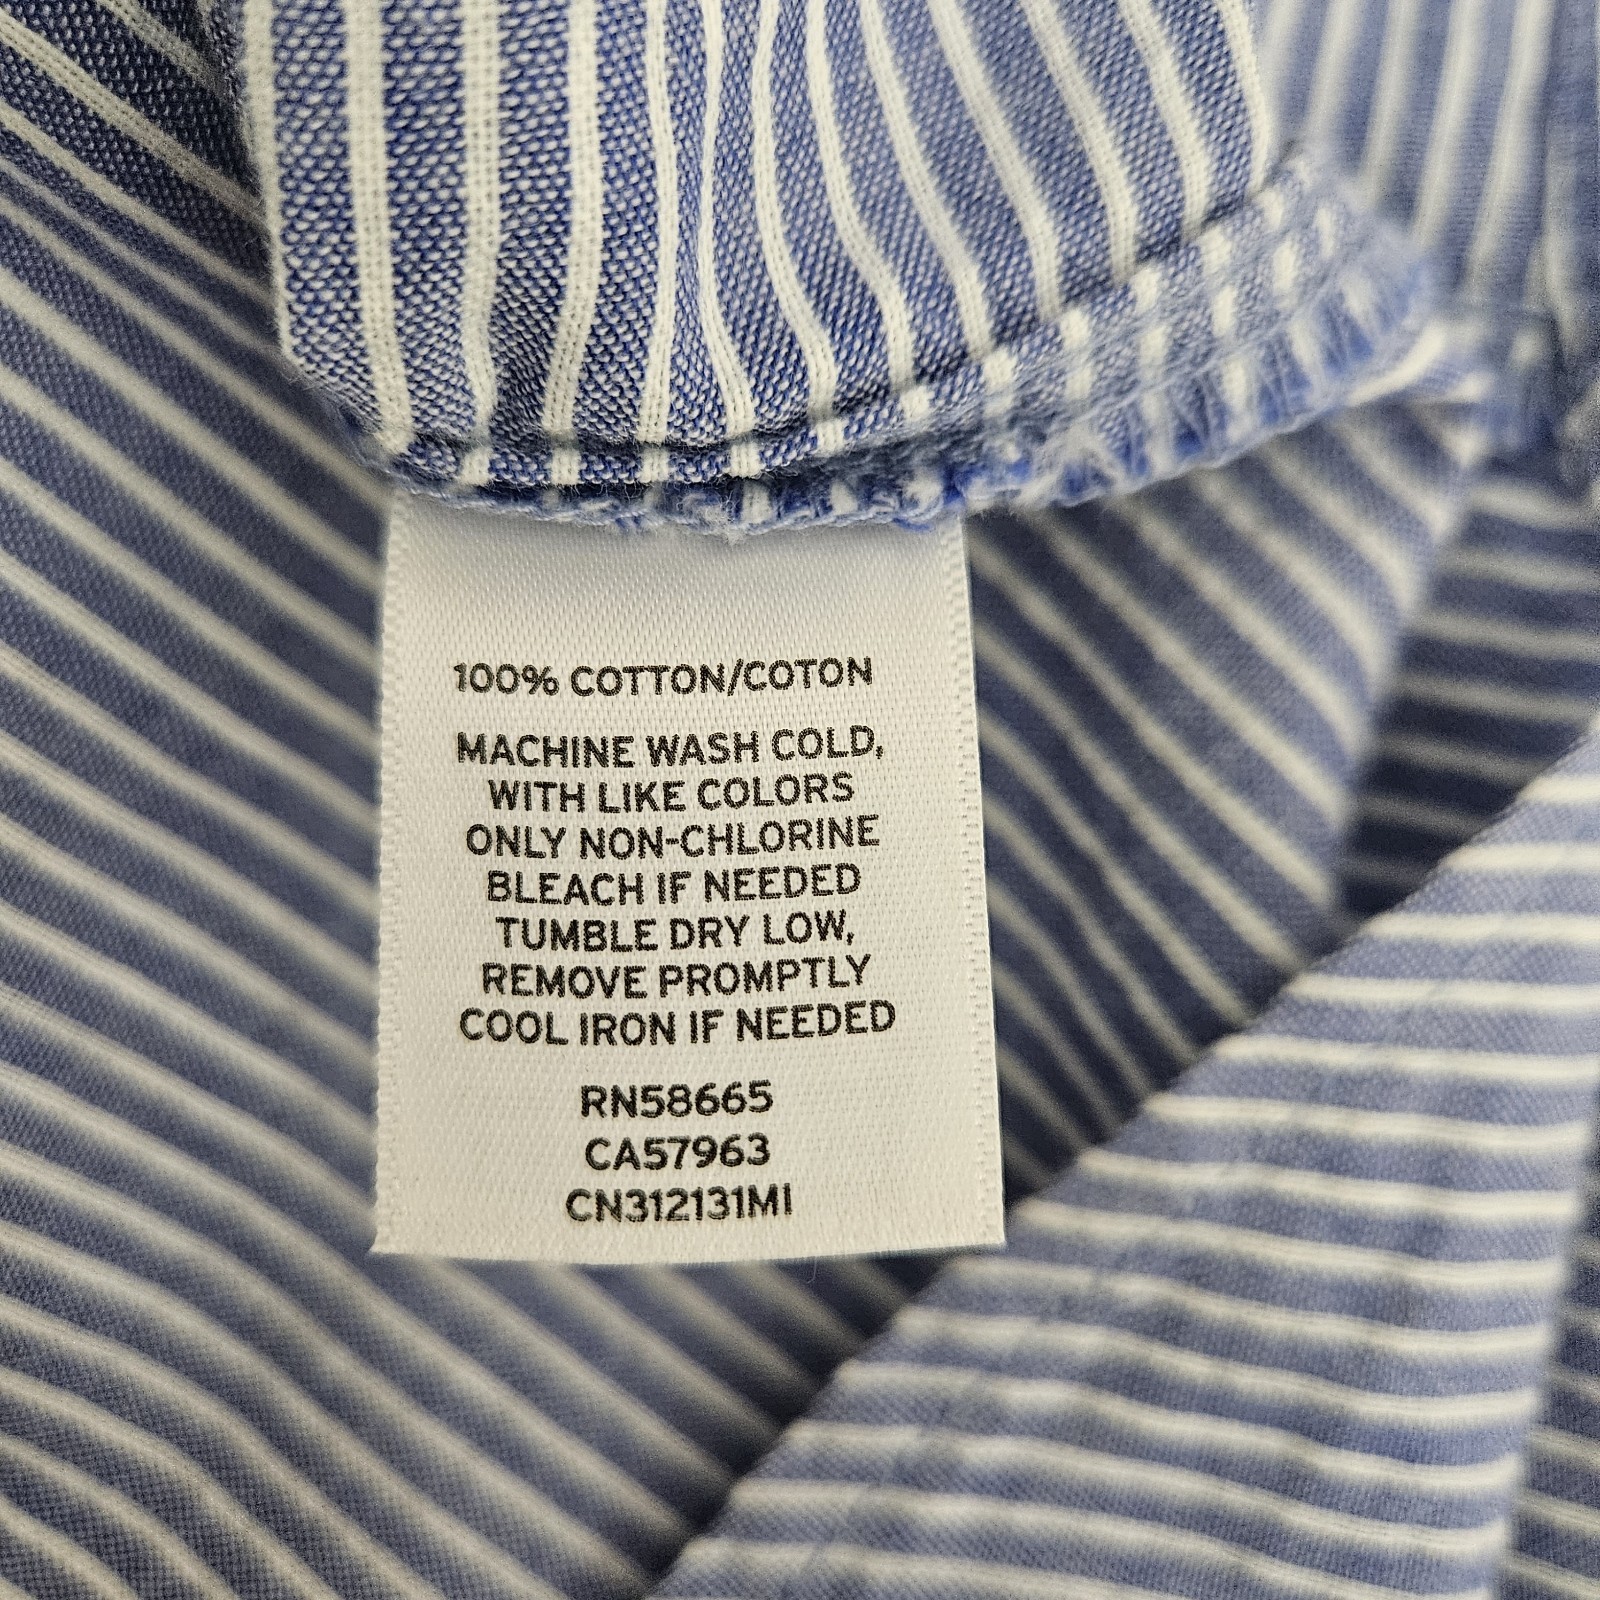 100% COTTON/COTON
MACHINE WASH COLD,
WITH LIKE COLORS
ONLY NON-CHLORINE
BLEACH IF NEEDED
TUMBLE DRY LOW,
REMOVE PROMPTLY
COOL IRON IF NEEDED
RN58665
CA57963
CN312131MI